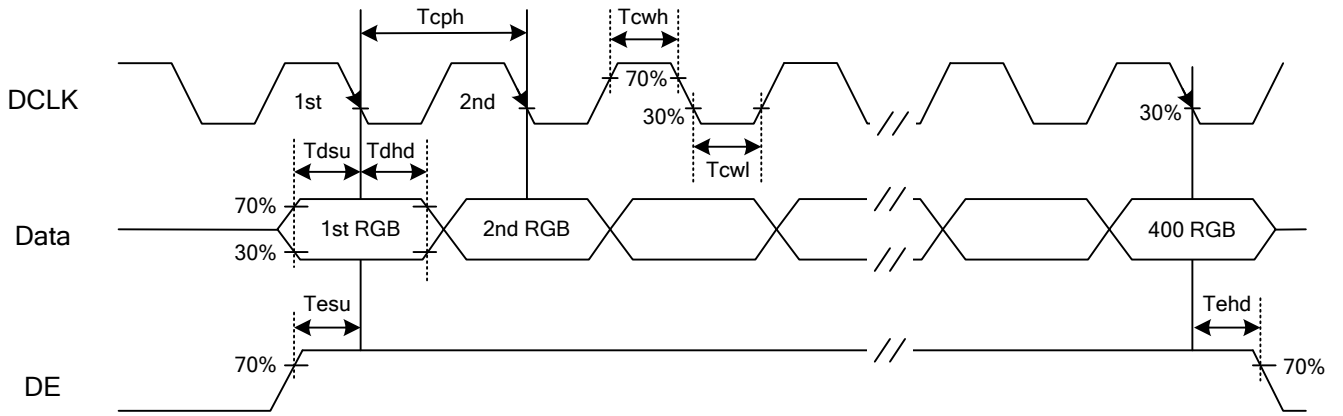 Tcph
Tcwh
DCLK
1st
2nd
70%
30%
30%
Tdsu
Tdhd
Tcwl
Data
70%
30%
1st RGB
2nd RGB
400 RGB
Tesu
Tehd
DE
70%
70%